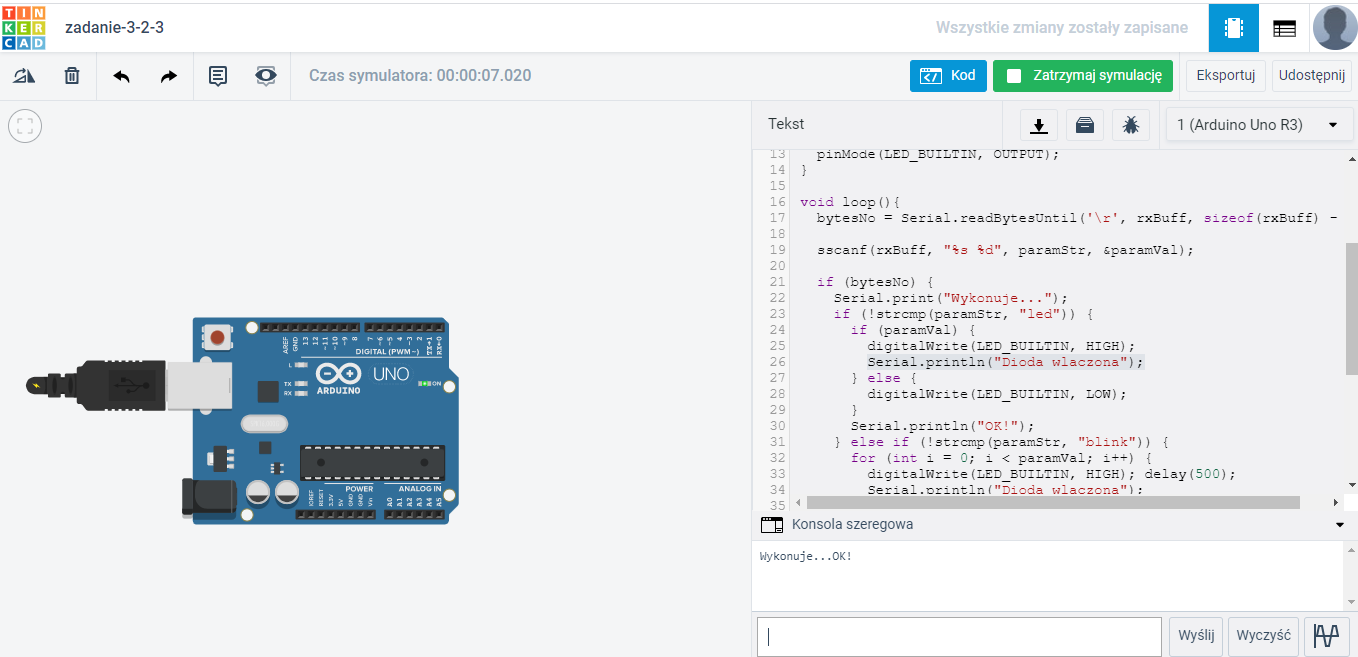 TIN
KER
CAD
zadanie-3-2-3
Wszystkie zmiany zostały zapisane
Czas symulatora: 00:00:07.020
Kod
Zatrzymaj symulację
Eksportuj
Udostępnij
Tekst
1 (Arduino Uno R3)
13 pinMode(LED_BUILTIN, OUTPUT);
14 }
15
16 void loop(){
17 bytesNo = Serial.readBytesUntil('\r', rxBuff, sizeof(rxBuff) -
18
19 sscanf(rxBuff, "%s %d", paramStr, &paramVal);
20
21 if (bytesNo) {
22 Serial.print("Wykonuje...");
23 if (!strcmp(paramStr, "led")) {
24 if (paramVal) {
25 digitalWrite(LED_BUILTIN, HIGH);
26 Serial.println("Dioda wlaczona");
27 } else {
28 digitalWrite(LED_BUILTIN, LOW);
29 }
30 Serial.println("OK!");
31 } else if (!strcmp(paramStr, "blink")) {
32 for (int i = 0; i < paramVal; i++) {
33 digitalWrite(LED_BUILTIN, HIGH); delay(500);
34 Serial.println("Dioda wlaczona");
35
AREF
GND
13
12
~11
~10
~9
8
7
~6
~5
4
~3
2
TX→1
RX←0
DIGITAL (PWM~)
L
TX
RX
UNO
ARDUINO
ON
POWER
ANALOG IN
IOREF
RESET
3.3V
5V
GND
GND
Vin
A0
A1
A2
A3
A4
A5
Konsola szeregowa
Wykonuje...OK!
Wyślij
Wyczyść